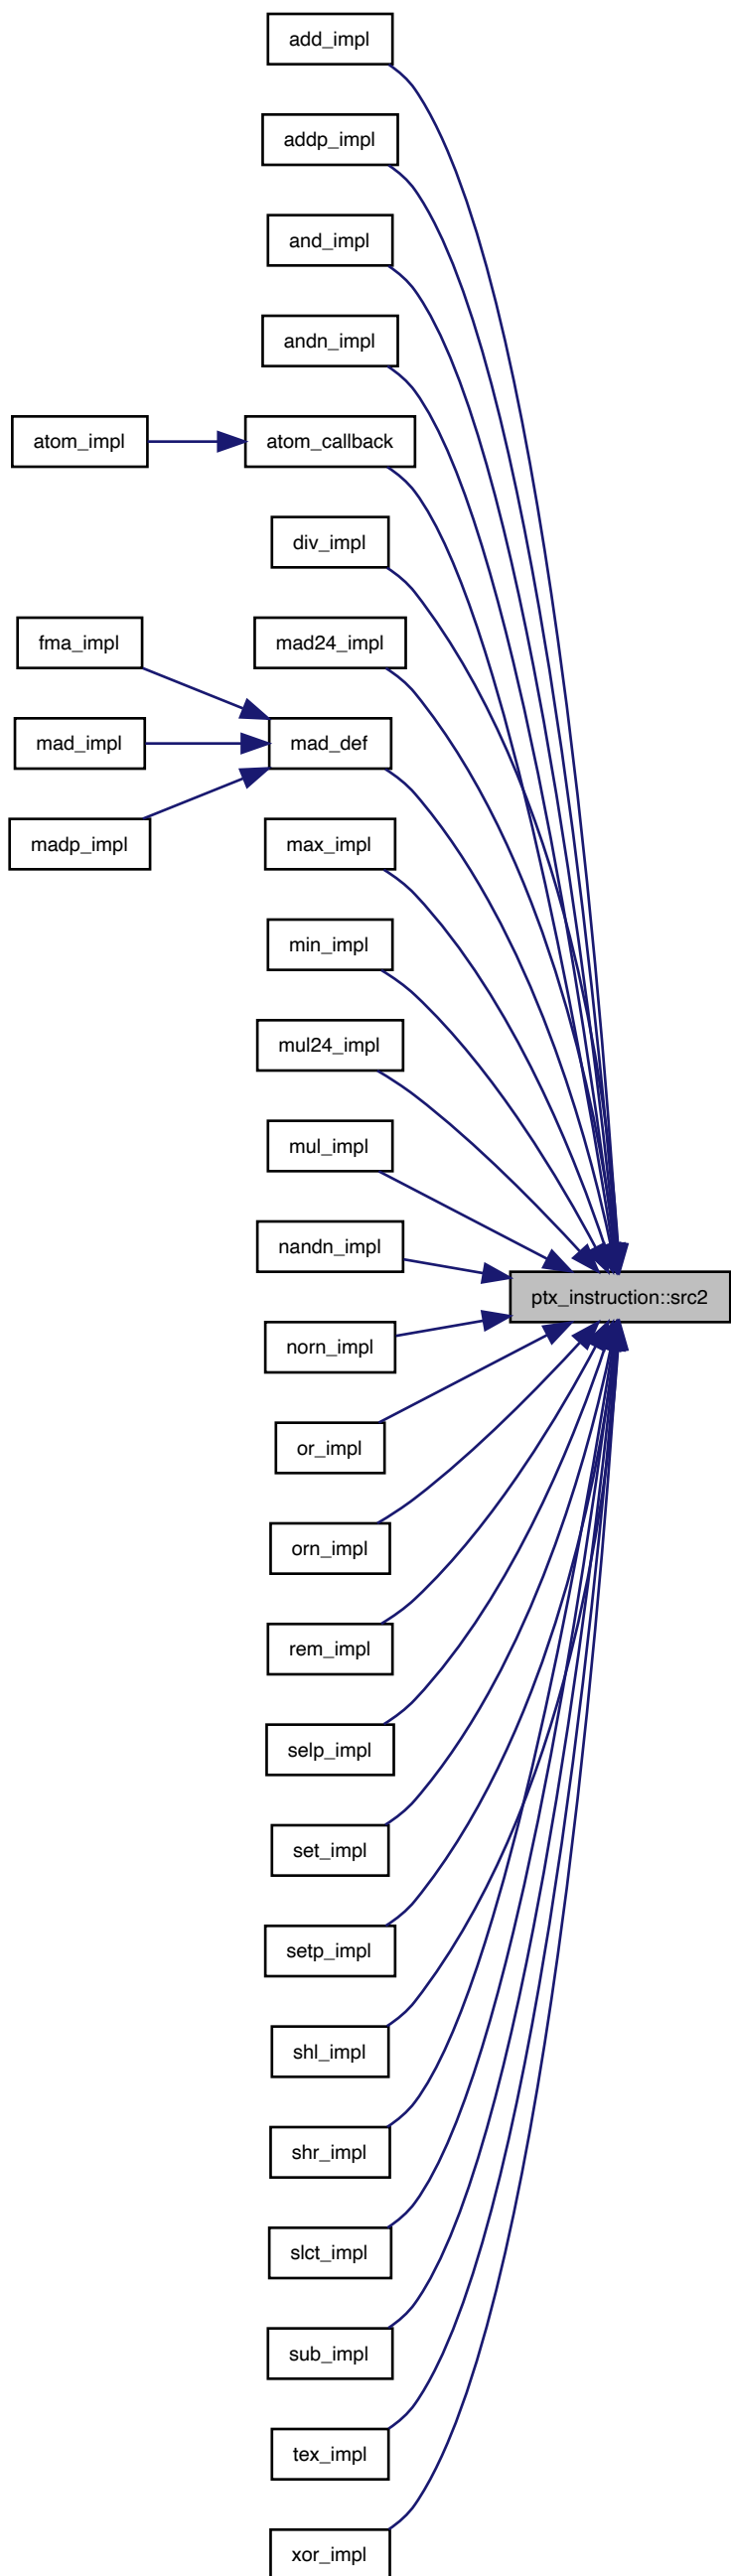 add_impl
addp_impl
and_impl
andn_impl
atom_impl
atom_callback
div_impl
fma_impl
mad24_impl
mad_impl
mad_def
madp_impl
max_impl
min_impl
mul24_impl
mul_impl
nandn_impl
ptx_instruction::src2
norn_impl
or_impl
orn_impl
rem_impl
selp_impl
set_impl
setp_impl
shl_impl
shr_impl
slct_impl
sub_impl
tex_impl
xor_impl